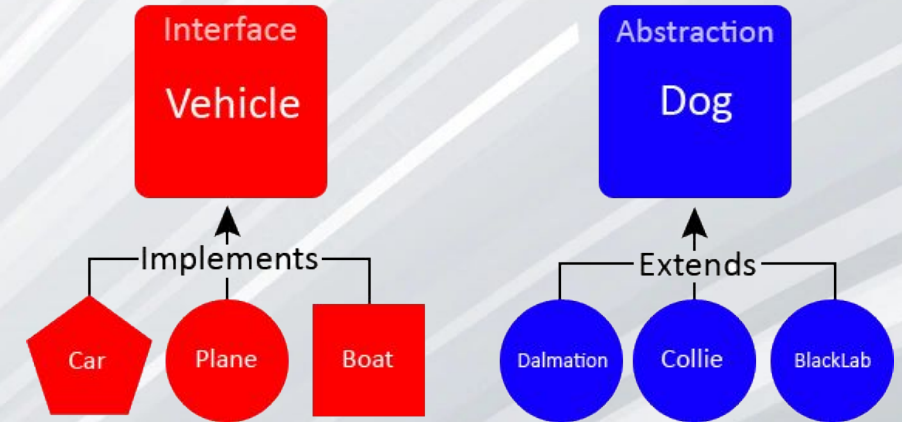 Interface
Vehicle
Implements
Car
Plane
Boat
Abstraction
Dog
Extends
Dalmation
Collie
BlackLab